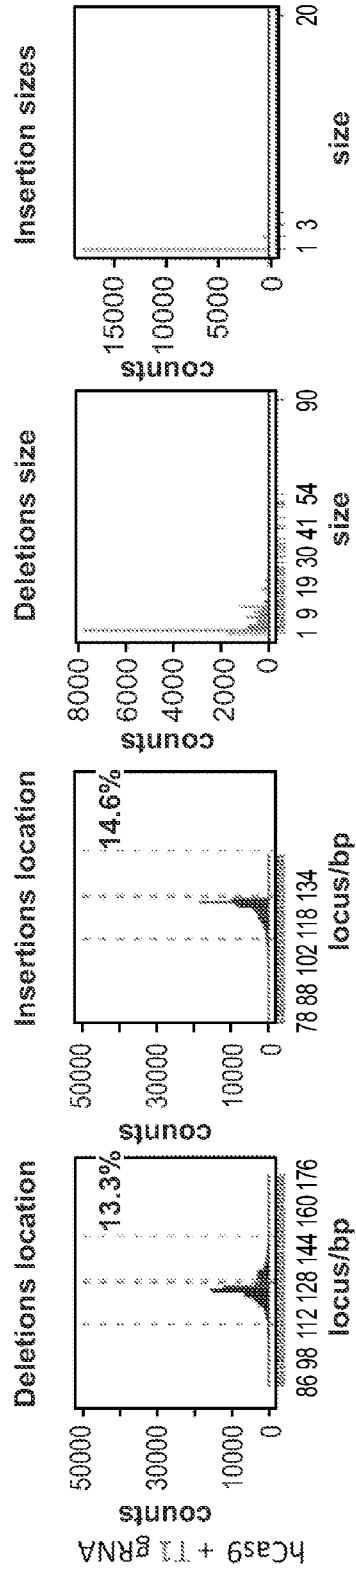 hCas9 + T1 gRNA
Deletions location
counts
50000
30000
10000
0
13.3%
86 98 112 128 144 160 176
locus/bp
Insertions location
counts
50000
30000
10000
0
14.6%
78 88 102 118 134
locus/bp
Deletions size
counts
8000
6000
4000
2000
0
1 9 19 30 41 54 90
size
Insertion sizes
counts
15000
10000
5000
0
1 3 20
size